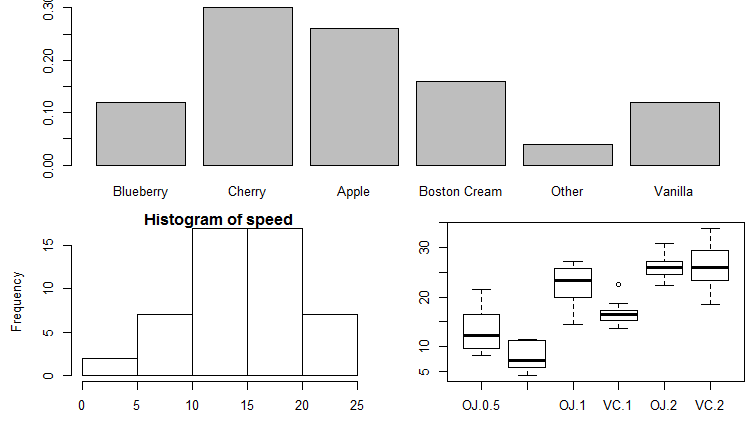 0.30
0.20
0.10
0.00
Blueberry Cherry Apple Boston Cream Other Vanilla
Histogram of speed
Frequency
15
10
5
0
0 5 10 15 20 25
30
20
10
5
OJ.0.5 OJ.1 VC.1 OJ.2 VC.2